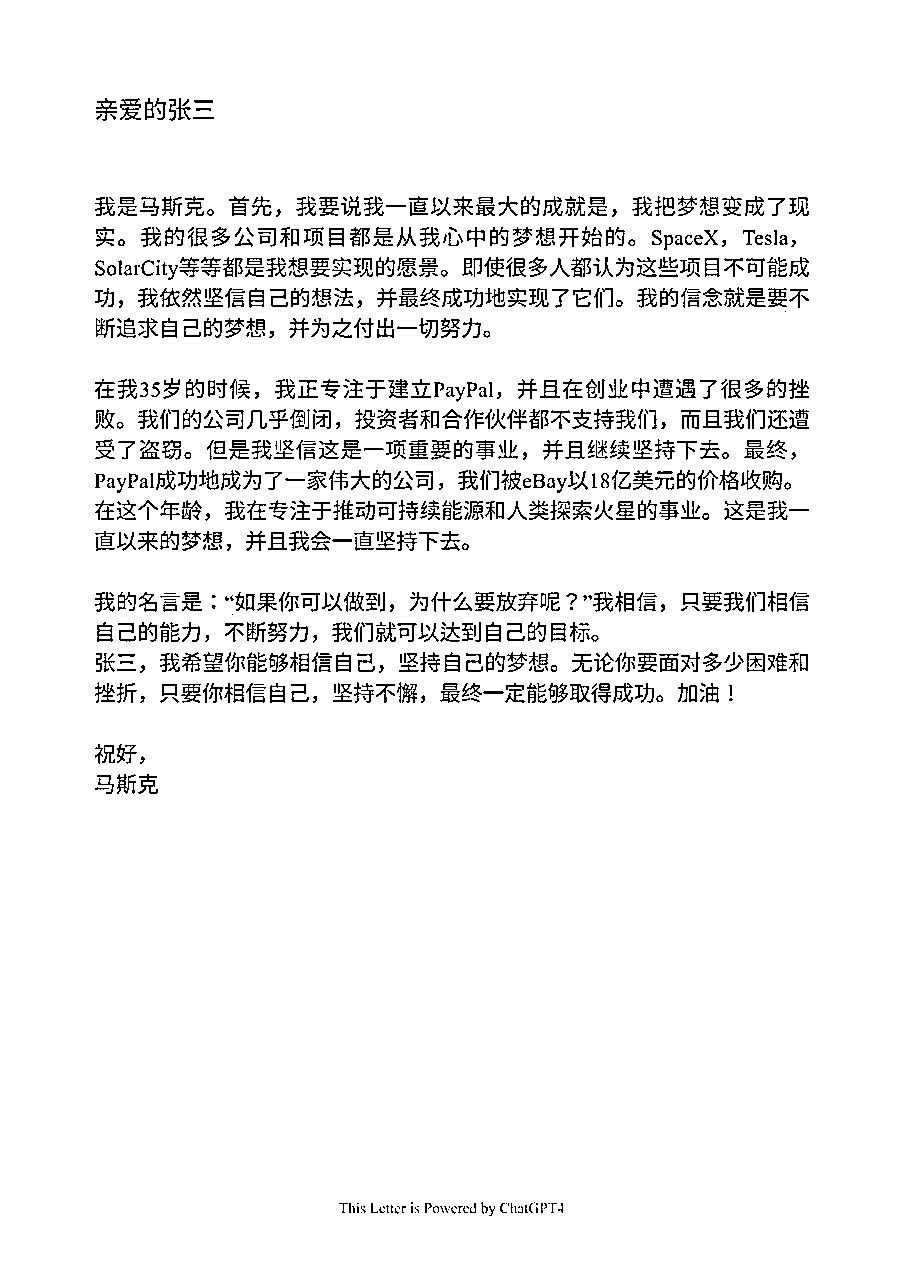 亲爱的张三
我是马斯克。首先，我要说我一直以来最大的成就是，我把梦想变成了现
实。我的很多公司和项目都是从我心中的梦想开始的。SpaceX，Tesla，
SolarCity等等都是我想要实现的愿景。即使很多人都认为这些项目不可能成
功，我依然坚信自己的想法，并最终成功地实现了它们。我的信念就是要不
断追求自己的梦想，并为之付出一切努力。
在我35岁的时候，我正专注于建立PayPal，并且在创业中遭遇了很多的挫
败。我们的公司几乎倒闭，投资者和合作伙伴都不支持我们，而且我们还遭
受了盗窃。但是我坚信这是一项重要的事业，并且继续坚持下去。最终，
PayPal成功地成为了一家伟大的公司，我们被eBay以18亿美元的价格收购。
在这个年龄，我在专注于推动可持续能源和人类探索火星的事业。这是我一
直以来的梦想，并且我会一直坚持下去。
我的名言是：“如果你可以做到，为什么要放弃呢？”我相信，只要我们相信
自己的能力，不断努力，我们就可以达到自己的目标。
张三，我希望你能够相信自己，坚持自己的梦想。无论你要面对多少困难和
挫折，只要你相信自己，坚持不懈，最终一定能够取得成功。加油！
祝好，
马斯克
This Letter is Powered by ChatGPT4